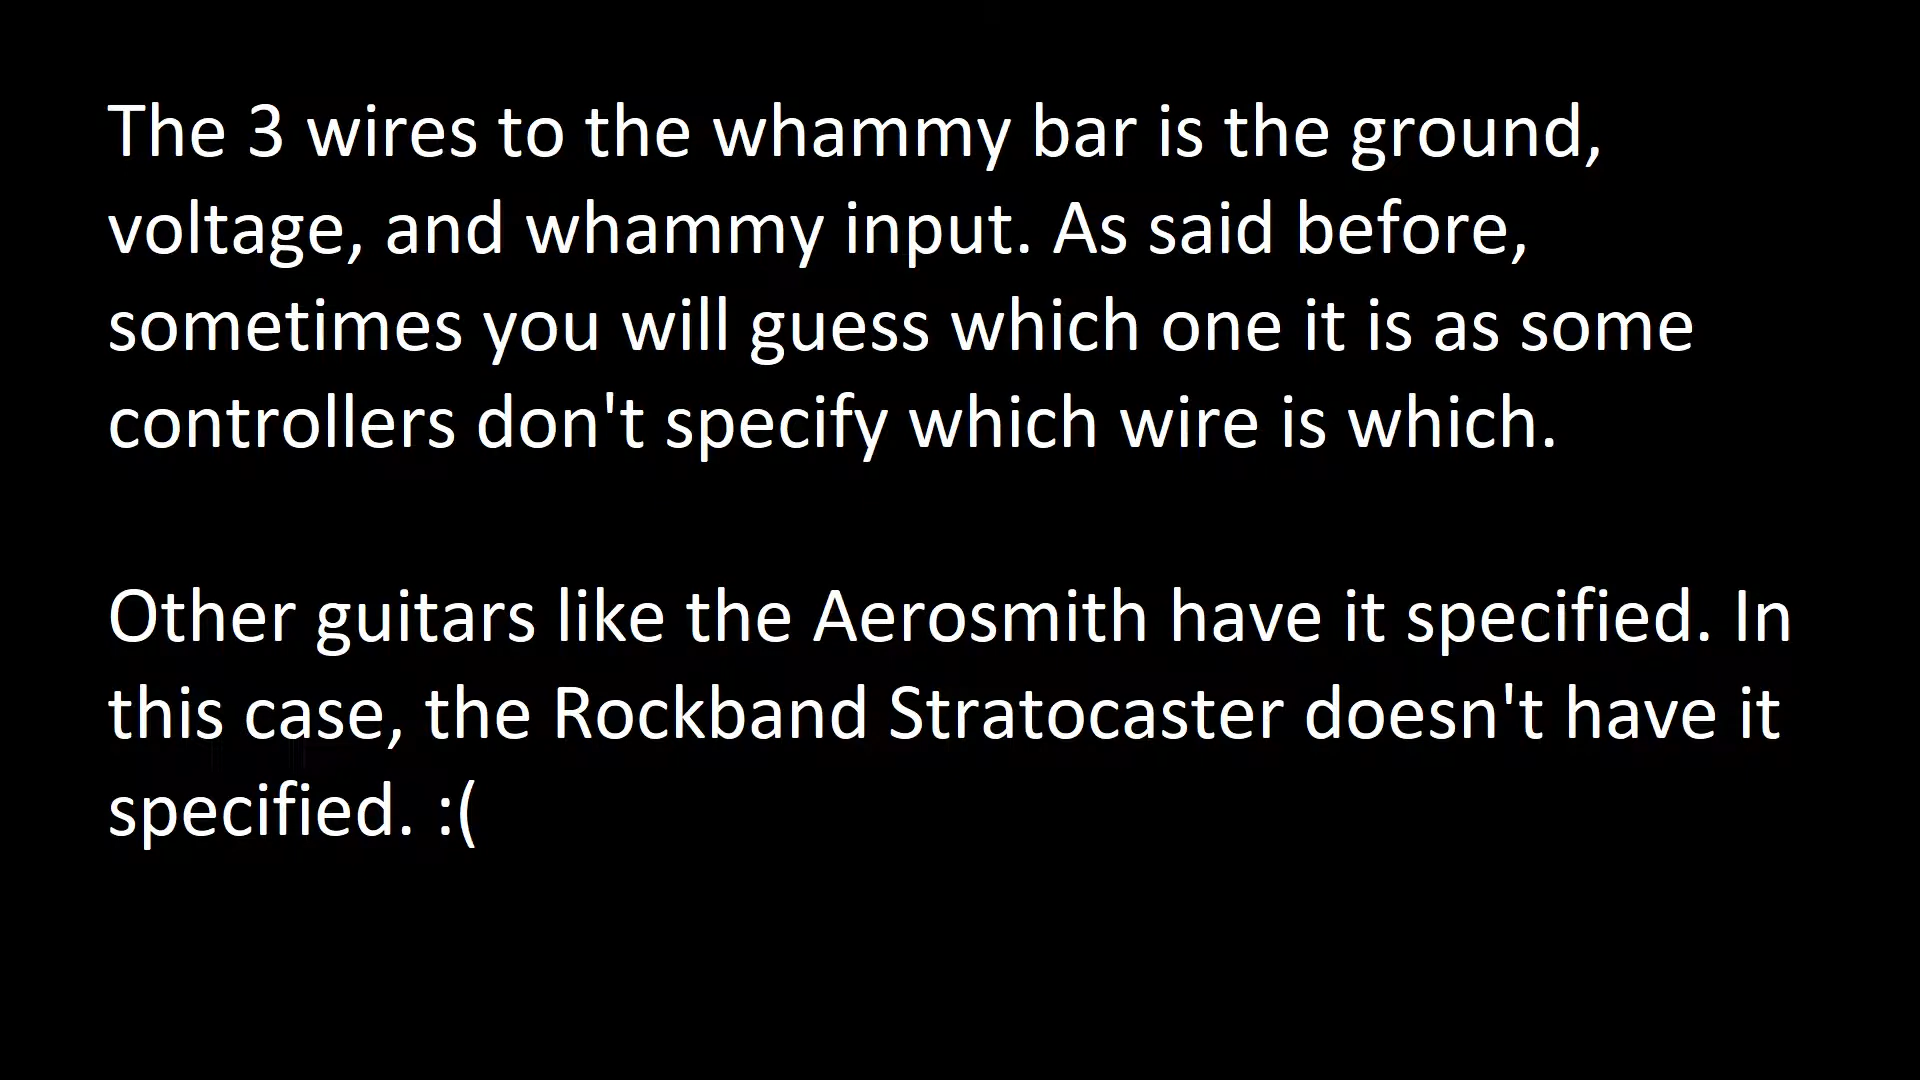 The 3 wires to the whammy bar is the ground,
voltage, and whammy input. As said before,
sometimes you will guess which one it is as some
controllers don't specify which wire is which.
Other guitars like the Aerosmith have it specified. In
this case, the Rockband Stratocaster doesn't have it
specified. :(